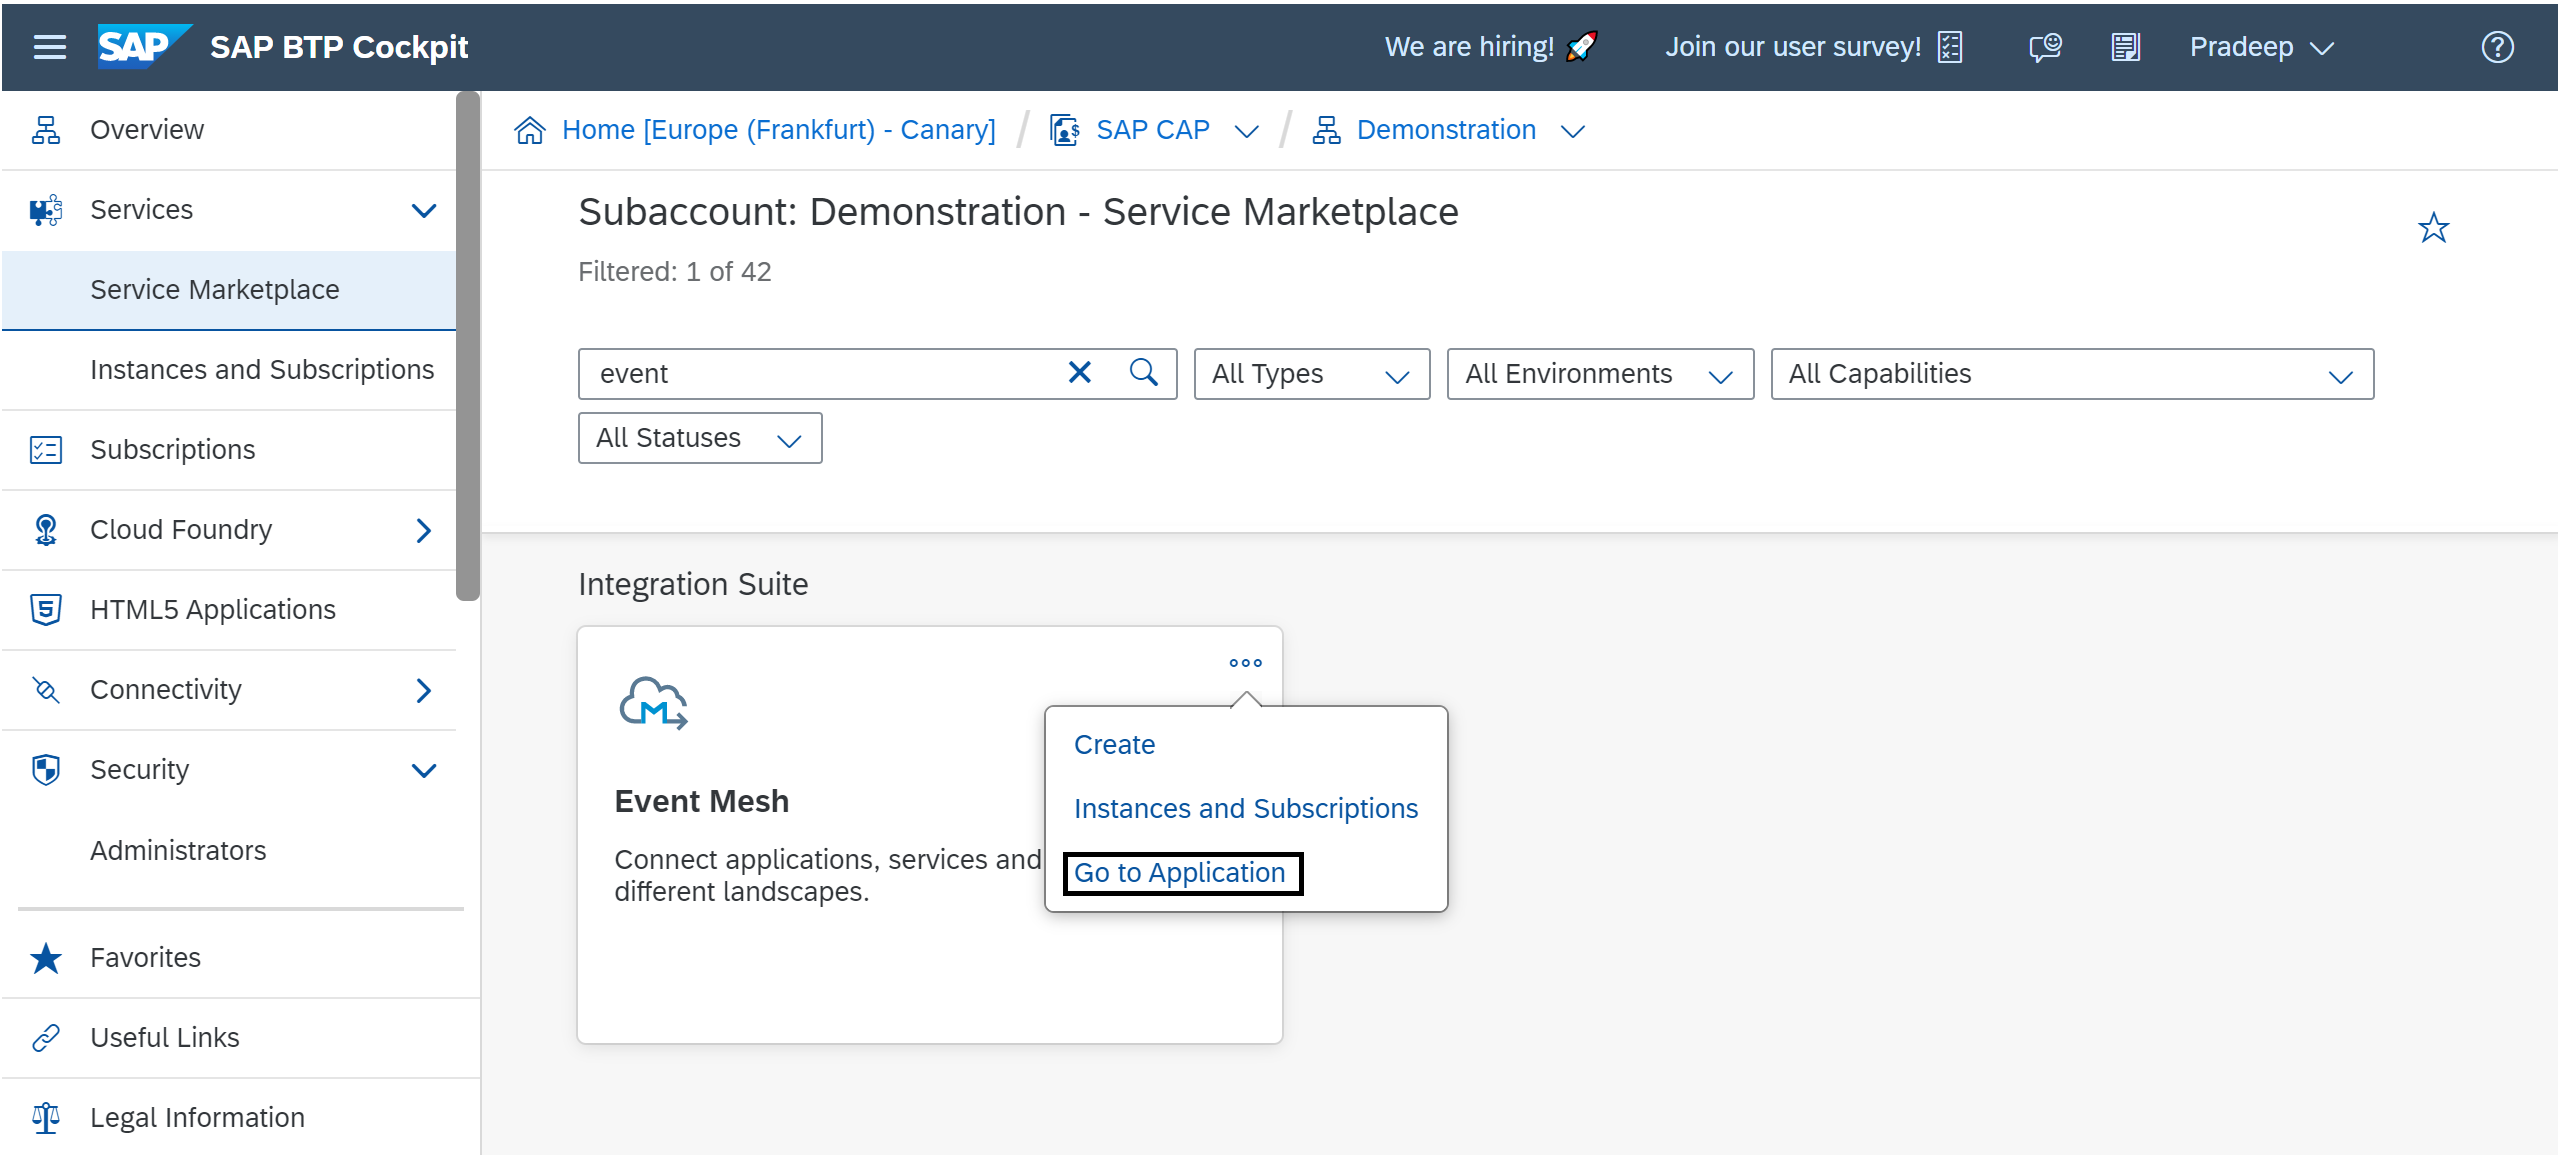 SAP SAP BTP Cockpit We are hiring! Join our user survey! Pradeep
Overview
Services
Service Marketplace
Instances and Subscriptions
Subscriptions
Cloud Foundry
HTML5 Applications
Connectivity
Security
Administrators
Favorites
Useful Links
Legal Information
Home [Europe (Frankfurt) - Canary] / SAP CAP / Demonstration
Subaccount: Demonstration - Service Marketplace
Filtered: 1 of 42
event All Types All Environments All Capabilities
All Statuses
Integration Suite
Event Mesh
Connect applications, services and
different landscapes.
Create
Instances and Subscriptions
Go to Application